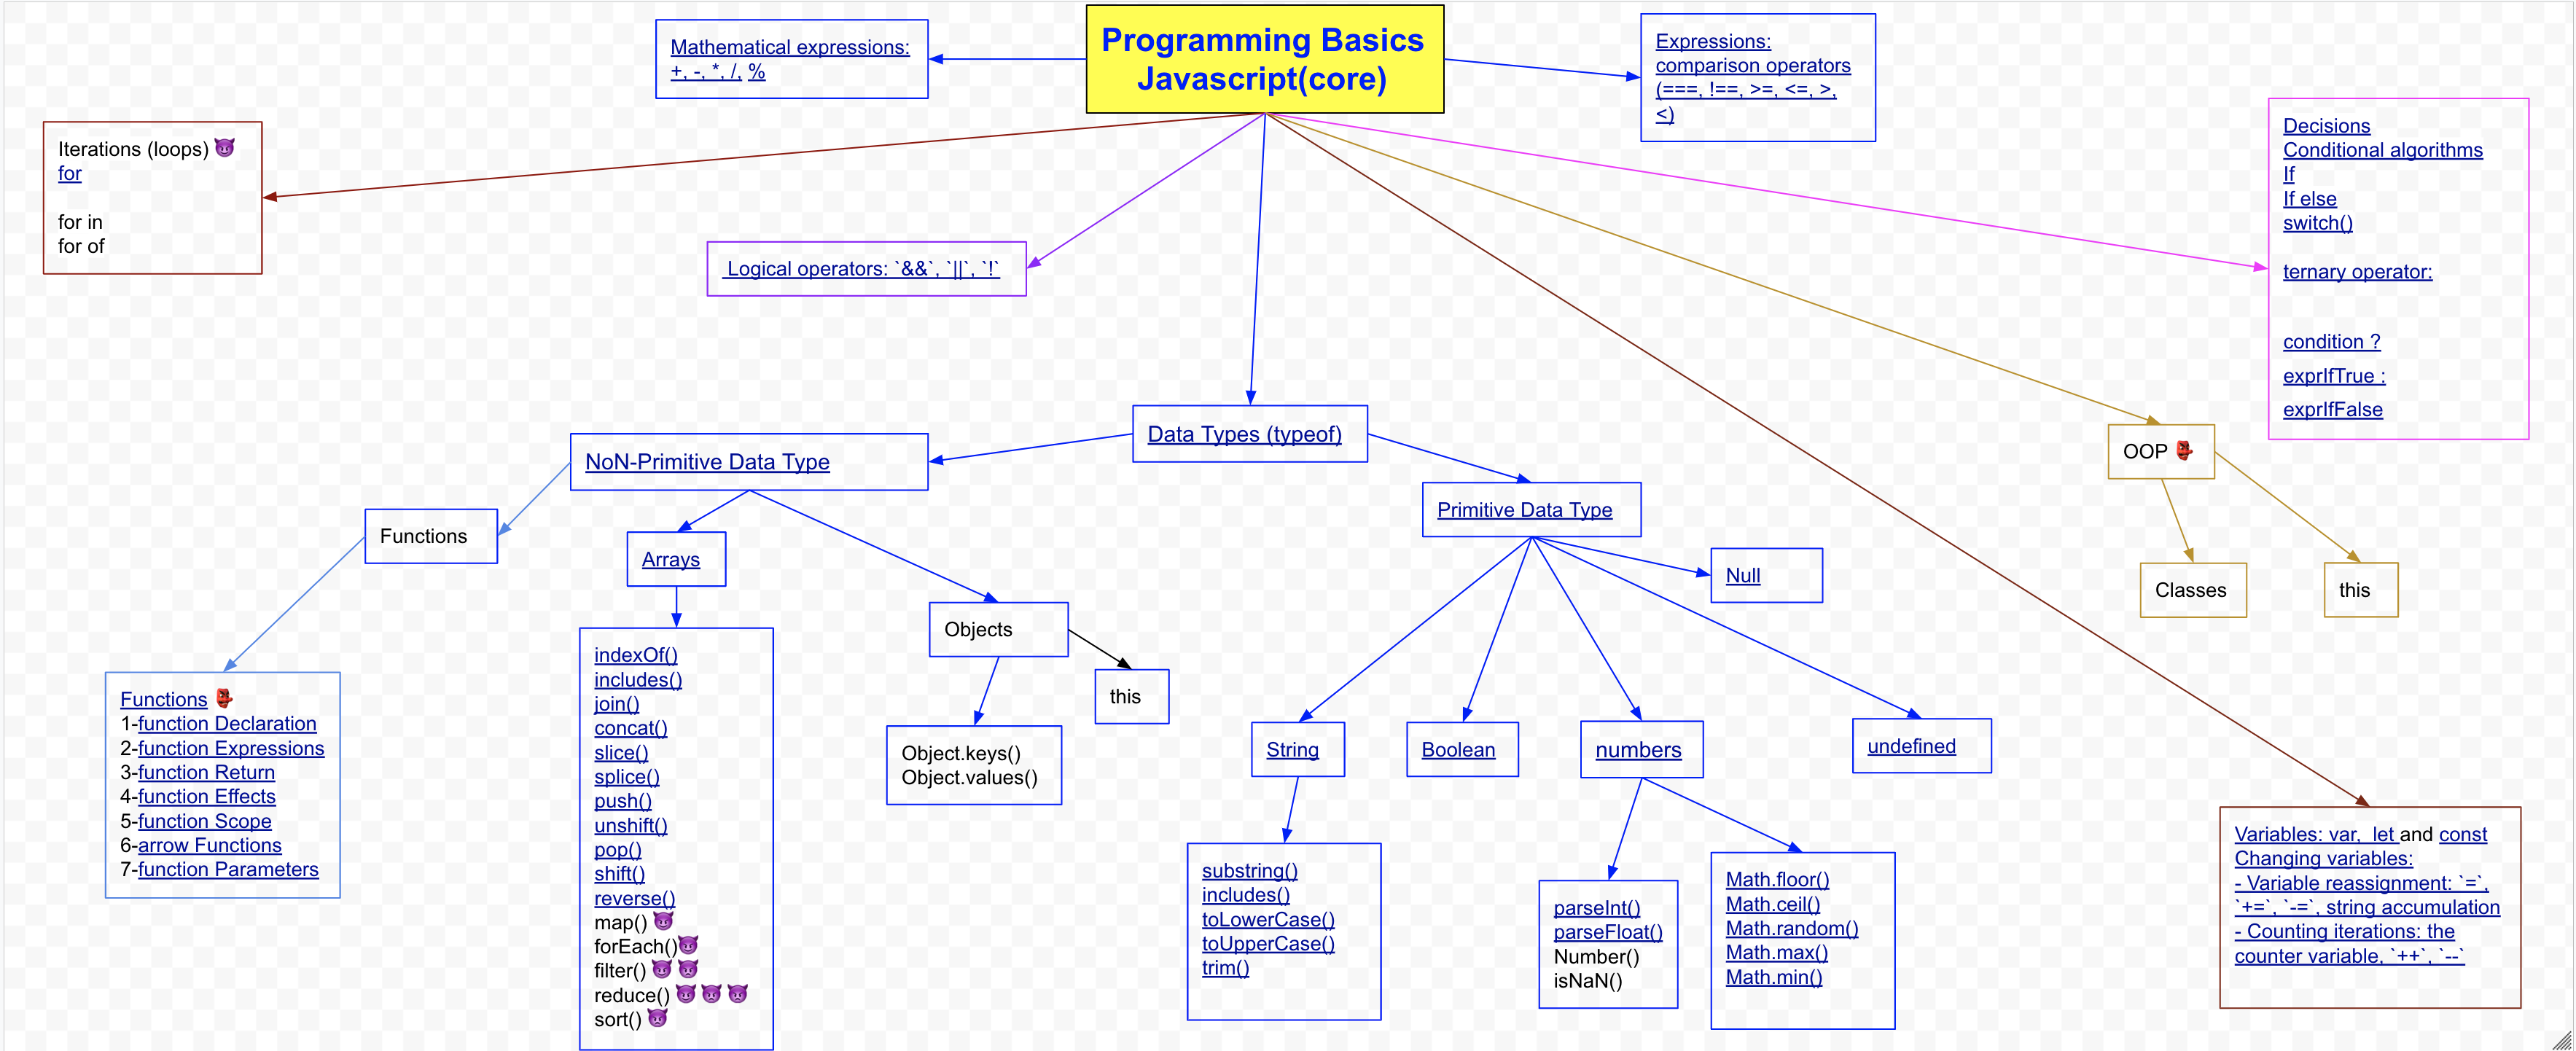 Programming Basics
Javascript(core)
Mathematical expressions:
+, -, *, /, %
Expressions:
comparison operators
(===, !==, >=, <=, >,
<)
Iterations (loops) 😈
for
for in
for of
Logical operators: `&&`, `||`, `!`
Decisions
Conditional algorithms
If
If else
switch()
ternary operator:
condition ?
exprIfTrue :
exprIfFalse
Data Types (typeof)
NoN-Primitive Data Type
Primitive Data Type
OOP 👺
Classes
this
Functions
Arrays
Objects
this
Null
Functions 👺
1-function Declaration
2-function Expressions
3-function Return
4-function Effects
5-function Scope
6-arrow Functions
7-function Parameters
indexOf()
includes()
join()
concat()
slice()
splice()
push()
unshift()
pop()
shift()
reverse()
map() 😈
forEach()😈
filter() 😈 👿
reduce() 😈 👿 👿
sort() 👿
Object.keys()
Object.values()
String
Boolean
numbers
undefined
substring()
includes()
toLowerCase()
toUpperCase()
trim()
parseInt()
parseFloat()
Number()
isNaN()
Math.floor()
Math.ceil()
Math.random()
Math.max()
Math.min()
Variables: var, let and const
Changing variables:
- Variable reassignment: `=`,
`+=`, `-=`, string accumulation
- Counting iterations: the
counter variable, `++`, `--`